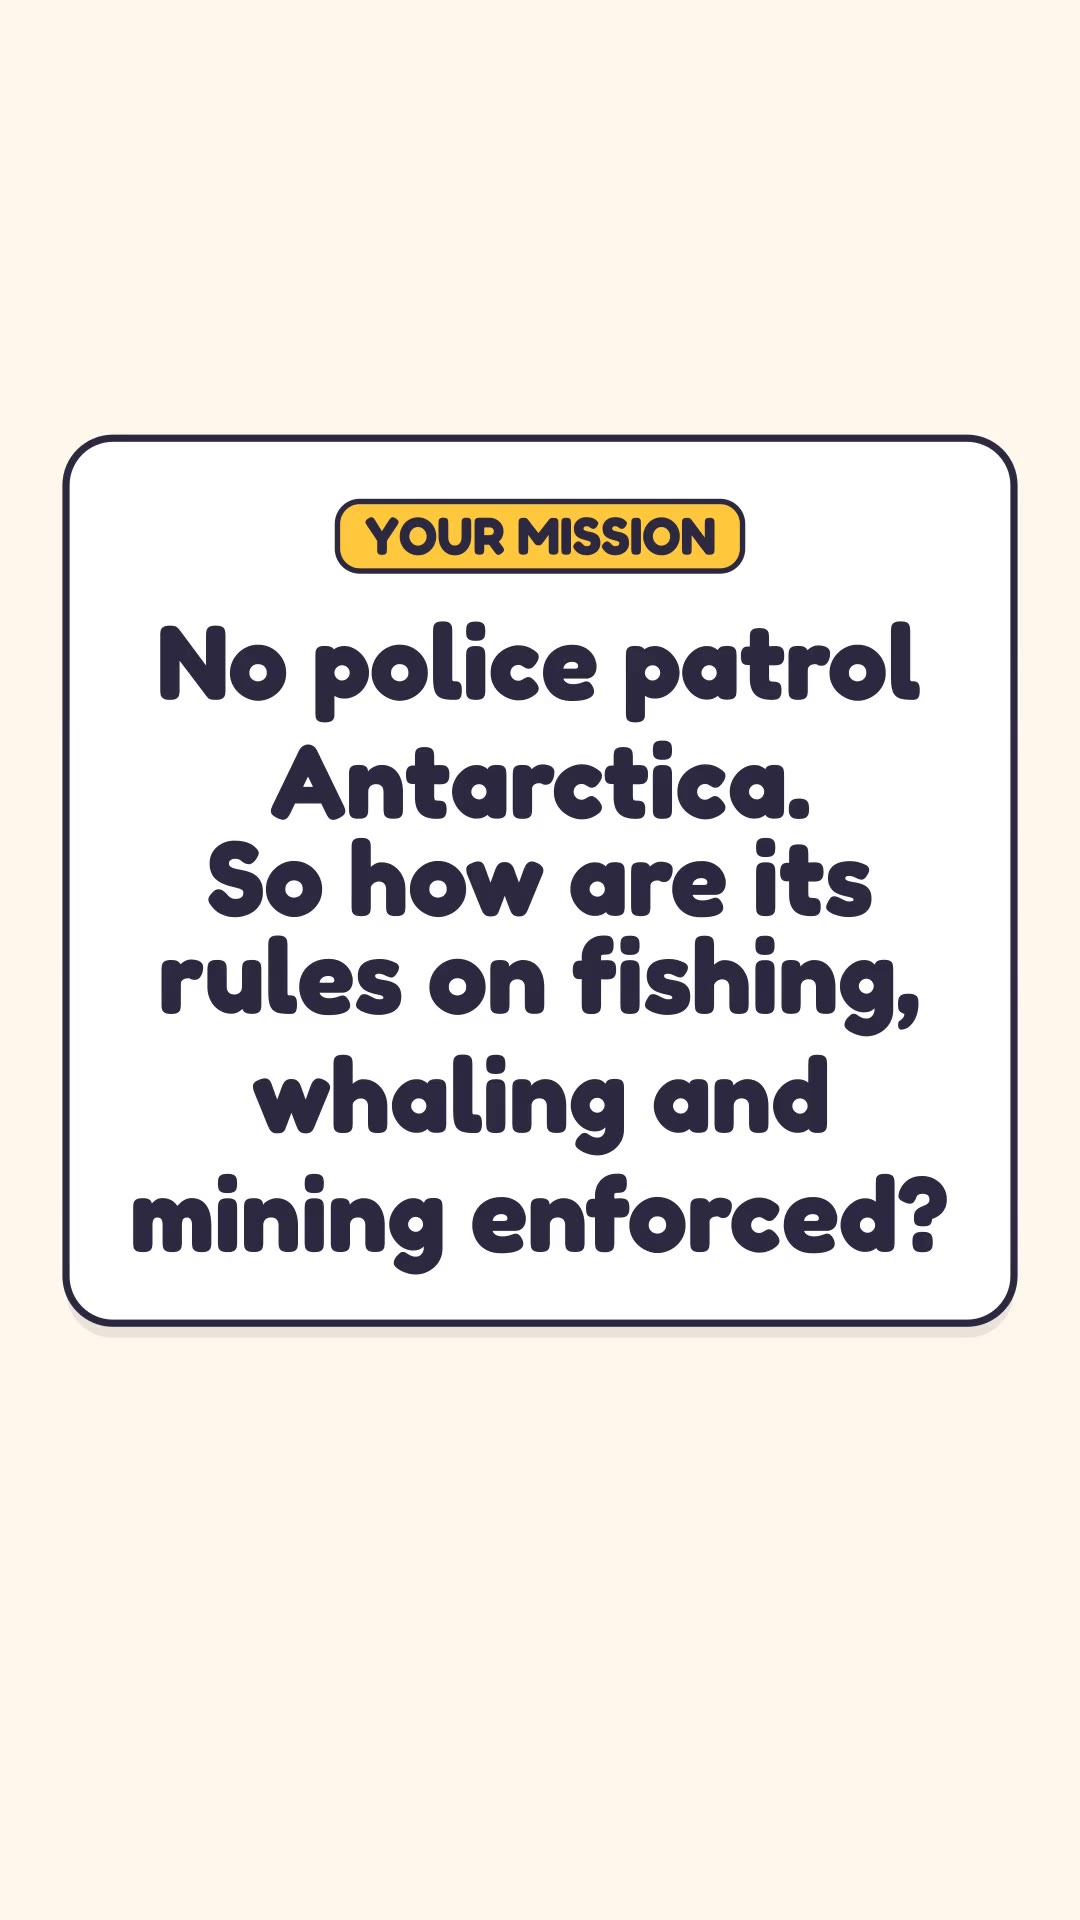 YOUR MISSION
No police patrol
Antarctica.
So how are its
rules on fishing,
whaling and
mining enforced?